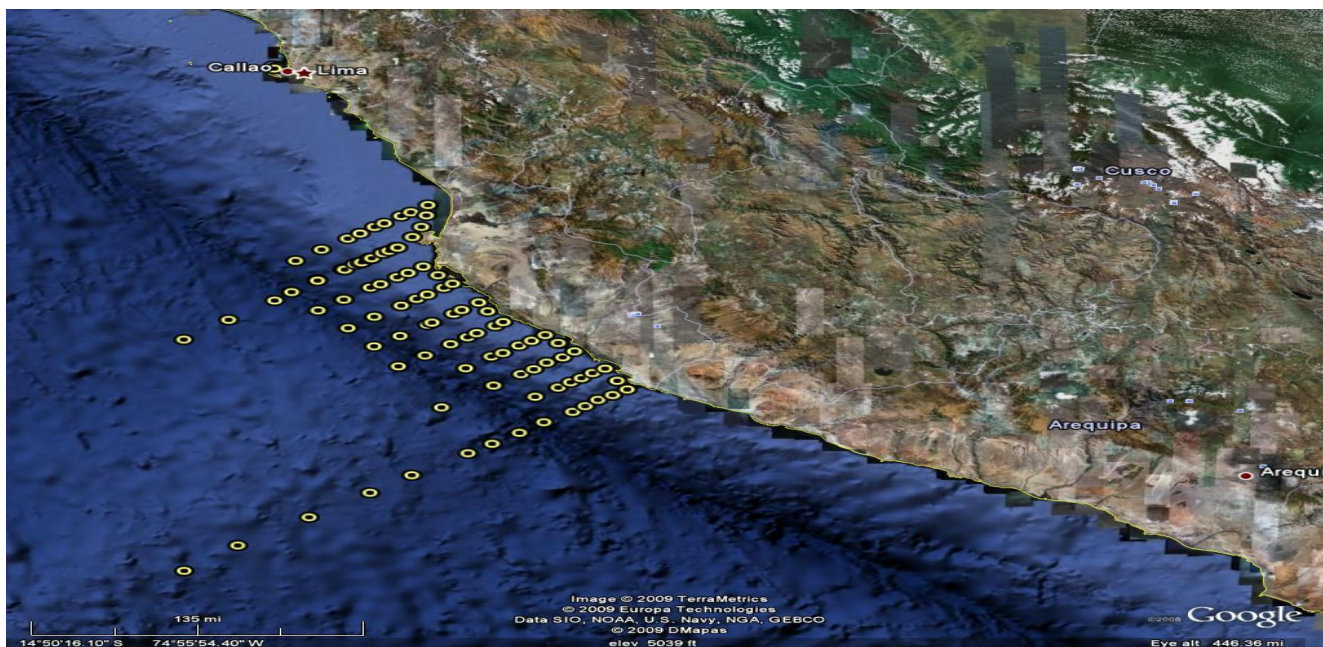 Callao Lima
Cusco
Arequipa
Arequi
Image © 2009 TerraMetrics
© 2009 Europa Technologies
Data SIO, NOAA, U.S. Navy, NGA, GEBCO
© 2009 DMapas
©2008 Google
135 mi
14°50'16.10" S 74°55'54.40" W elev 5039 ft Eye alt 446.36 mi